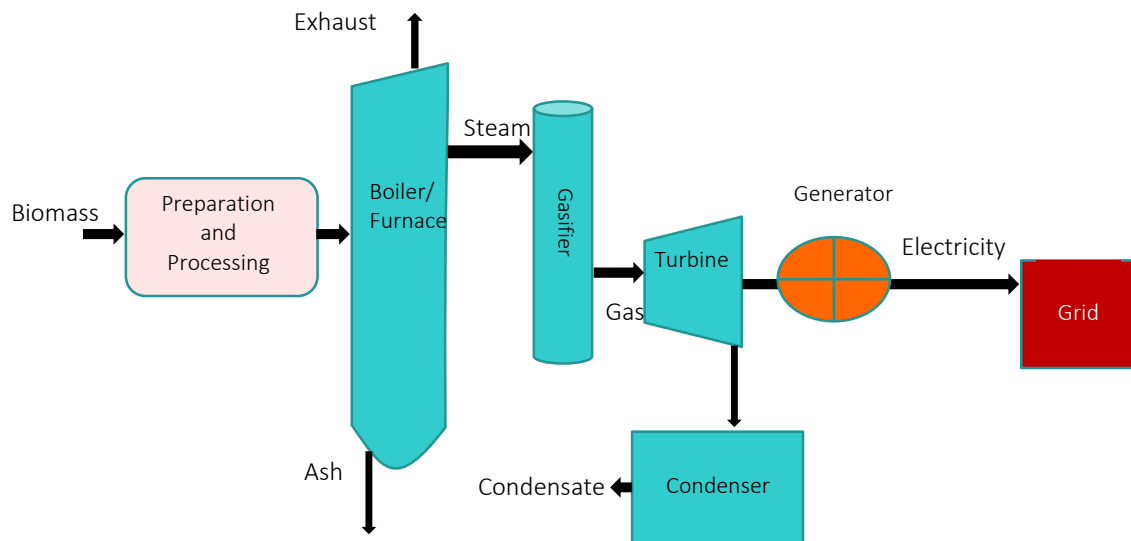 Exhaust
Steam
Biomass
Preparation
and
Processing
Boiler/
Furnace
Gasifier
Gas
Turbine
Generator
Electricity
Grid
Ash
Condensate
Condenser